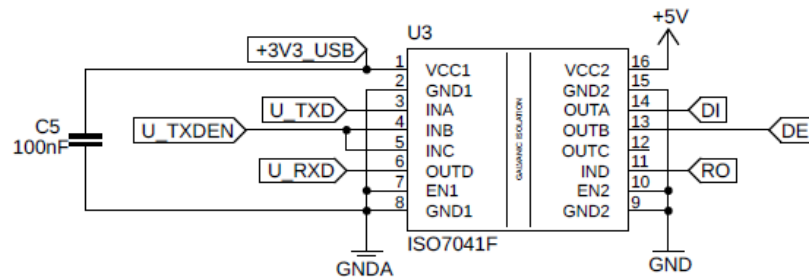 U3
+5V
+3V3_USB
1 VCC1 VCC2 16
2 GND1 GND2 15
U_TXD 3 INA OUTA 14 DI
C5 U_TXDEN 4 INB OUTB 13 DE
100nF 5 INC OUTC 12
U_RXD 6 OUTD IND 11 RO
7 EN1 EN2 10
8 GND1 GND2 9
GALVANIC ISOLATION
ISO7041F
GNDA GND